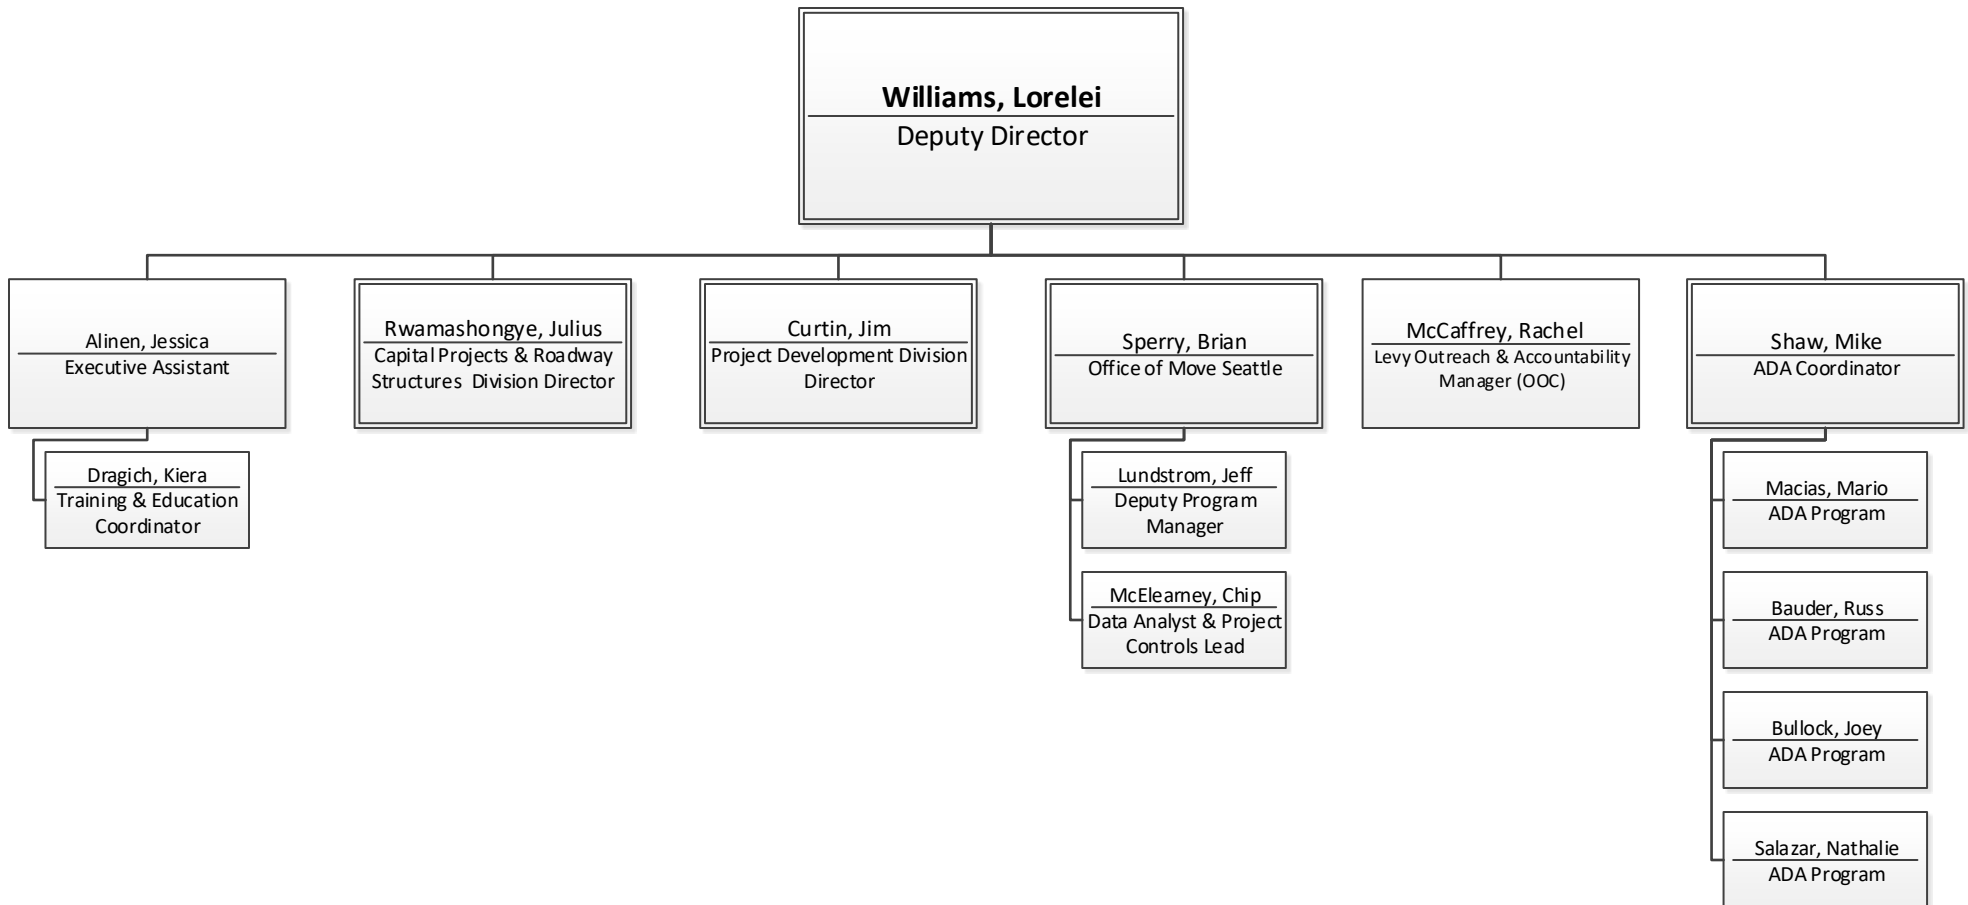 Williams, Lorelei
Deputy Director
Alinen, Jessica
Executive Assistant
Rwamashongye, Julius
Capital Projects & Roadway
Structures Division Director
Curtin, Jim
Project Development Division
Director
Sperry, Brian
Office of Move Seattle
McCaffrey, Rachel
Levy Outreach & Accountability
Manager (OOC)
Shaw, Mike
ADA Coordinator
Dragich, Kiera
Training & Education
Coordinator
Lundstrom, Jeff
Deputy Program
Manager
McElearney, Chip
Data Analyst & Project
Controls Lead
Macias, Mario
ADA Program
Bauder, Russ
ADA Program
Bullock, Joey
ADA Program
Salazar, Nathalie
ADA Program